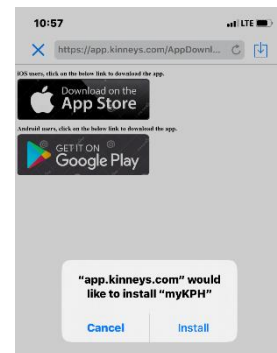 10:57
LTE
https://app.kinneys.com/AppDownl...
IOS users, click on the below link to download the app.
Download on the
App Store
Android users, click on the below link to download the app.
GET IT ON
Google Play
“app.kinneys.com” would
like to install “myKPH”
Cancel
Install